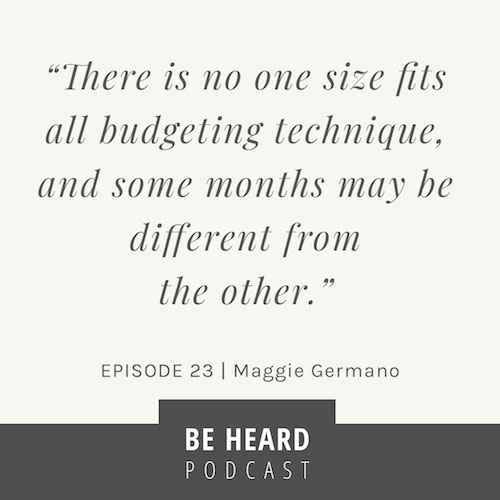 “There is no one size fits
all budgeting technique,
and some months may be
different from
the other.”
EPISODE 23 | Maggie Germano
BE HEARD
PODCAST